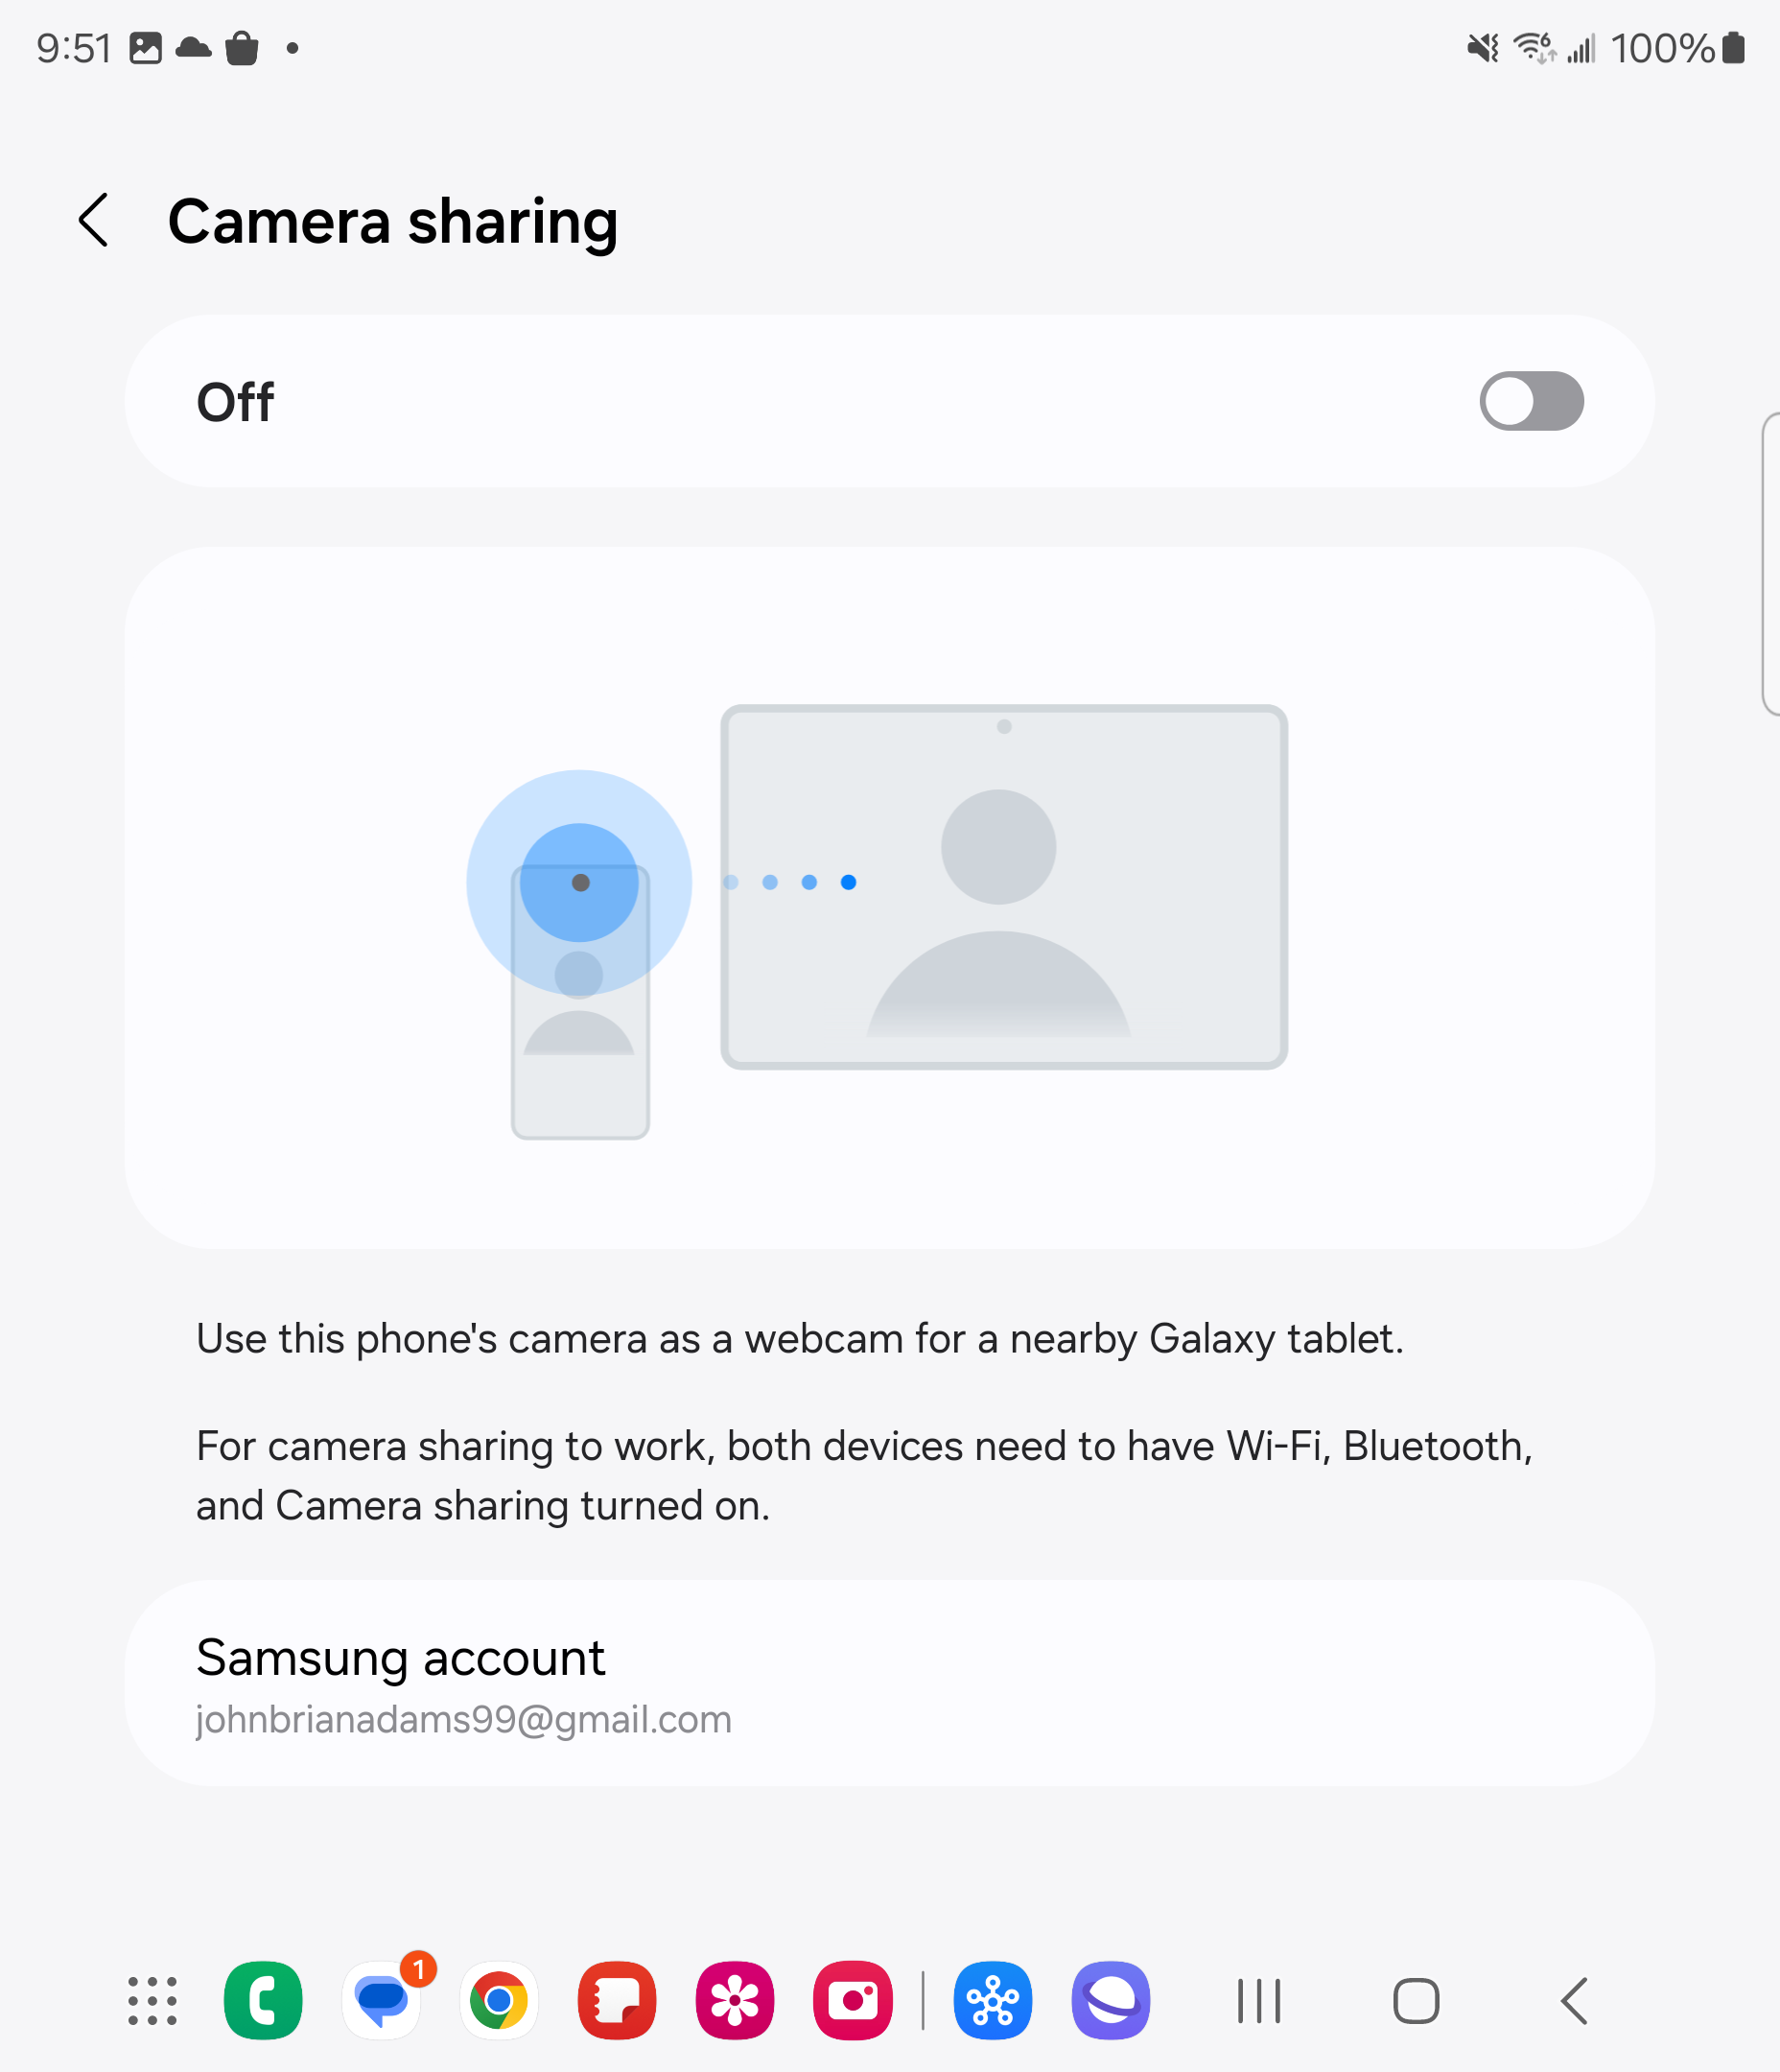 9:51
6
100%
Camera sharing
Off
Use this phone's camera as a webcam for a nearby Galaxy tablet.
For camera sharing to work, both devices need to have Wi-Fi, Bluetooth,
and Camera sharing turned on.
Samsung account
johnbrianadams99@gmail.com
1